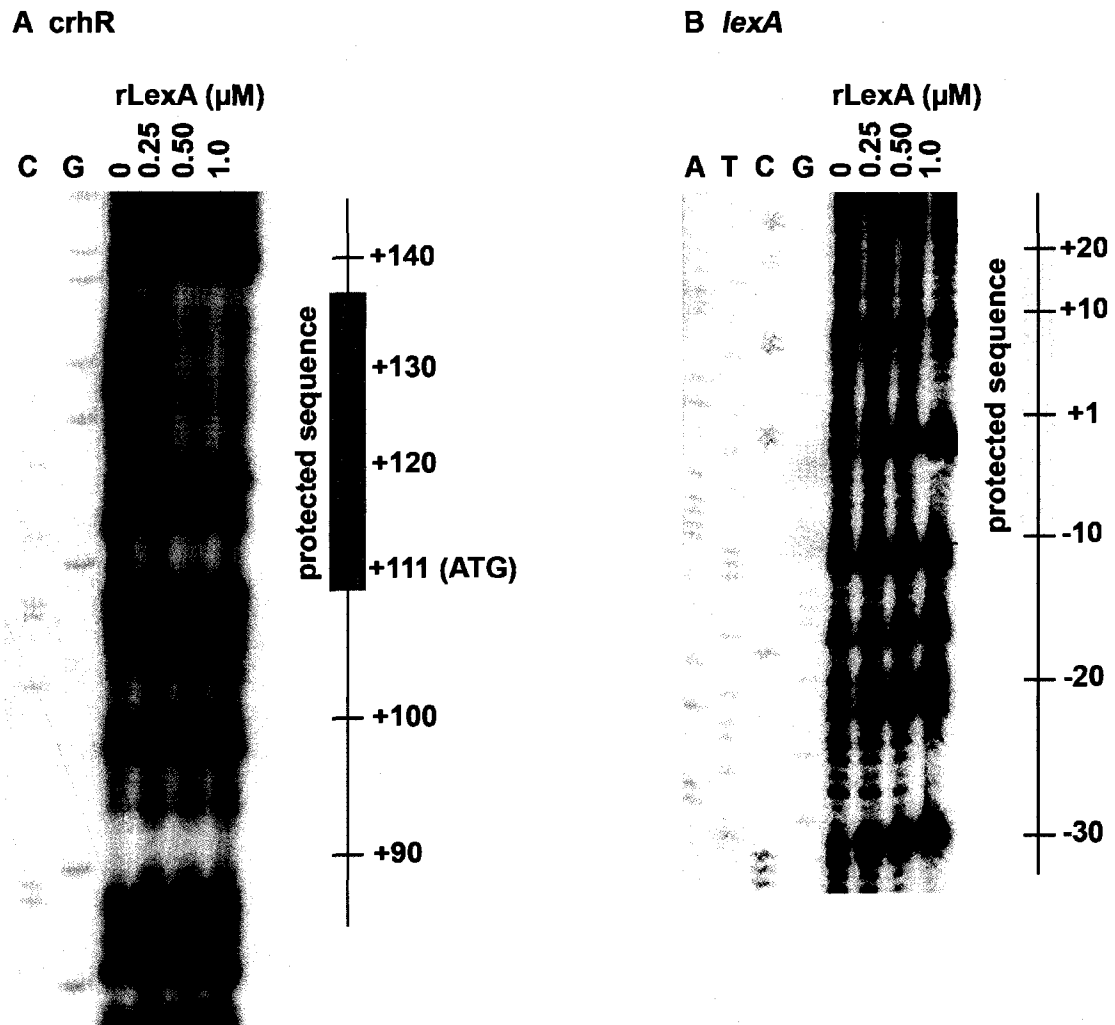 A crhR
rLexA (µM)
C G 0 0.25 0.50 1.0
protected sequence
+140
+130
+120
+111 (ATG)
+100
+90
B lexA
rLexA (µM)
A T C G 0 0.25 0.50 1.0
protected sequence
+20
+10
+1
-10
-20
-30